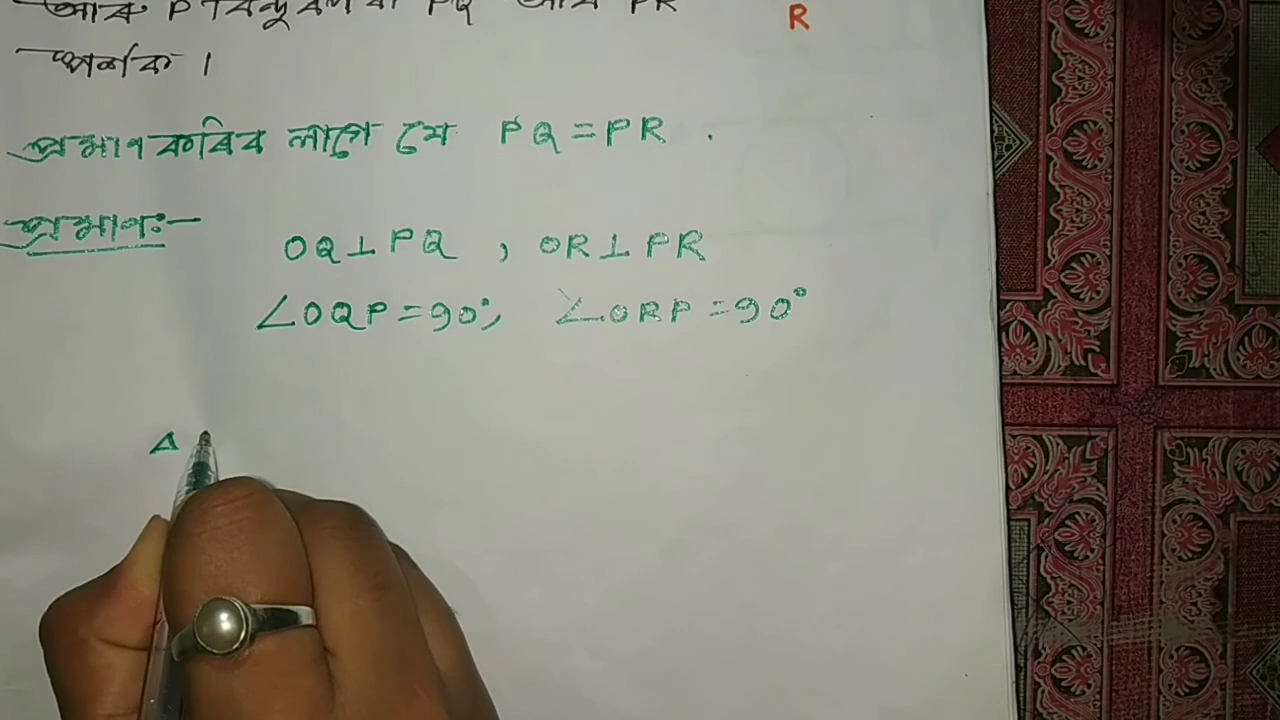 আৰু P বিন্দুৰ পৰা PQ আৰু PR
R
স্পৰ্শক ।
প্ৰমাণ কৰিব লাগে যে PQ = PR .
প্ৰমাণঃ-
OQ⊥PQ , OR⊥PR
∠OQP = 90°, ∠ORP = 90°
Δ